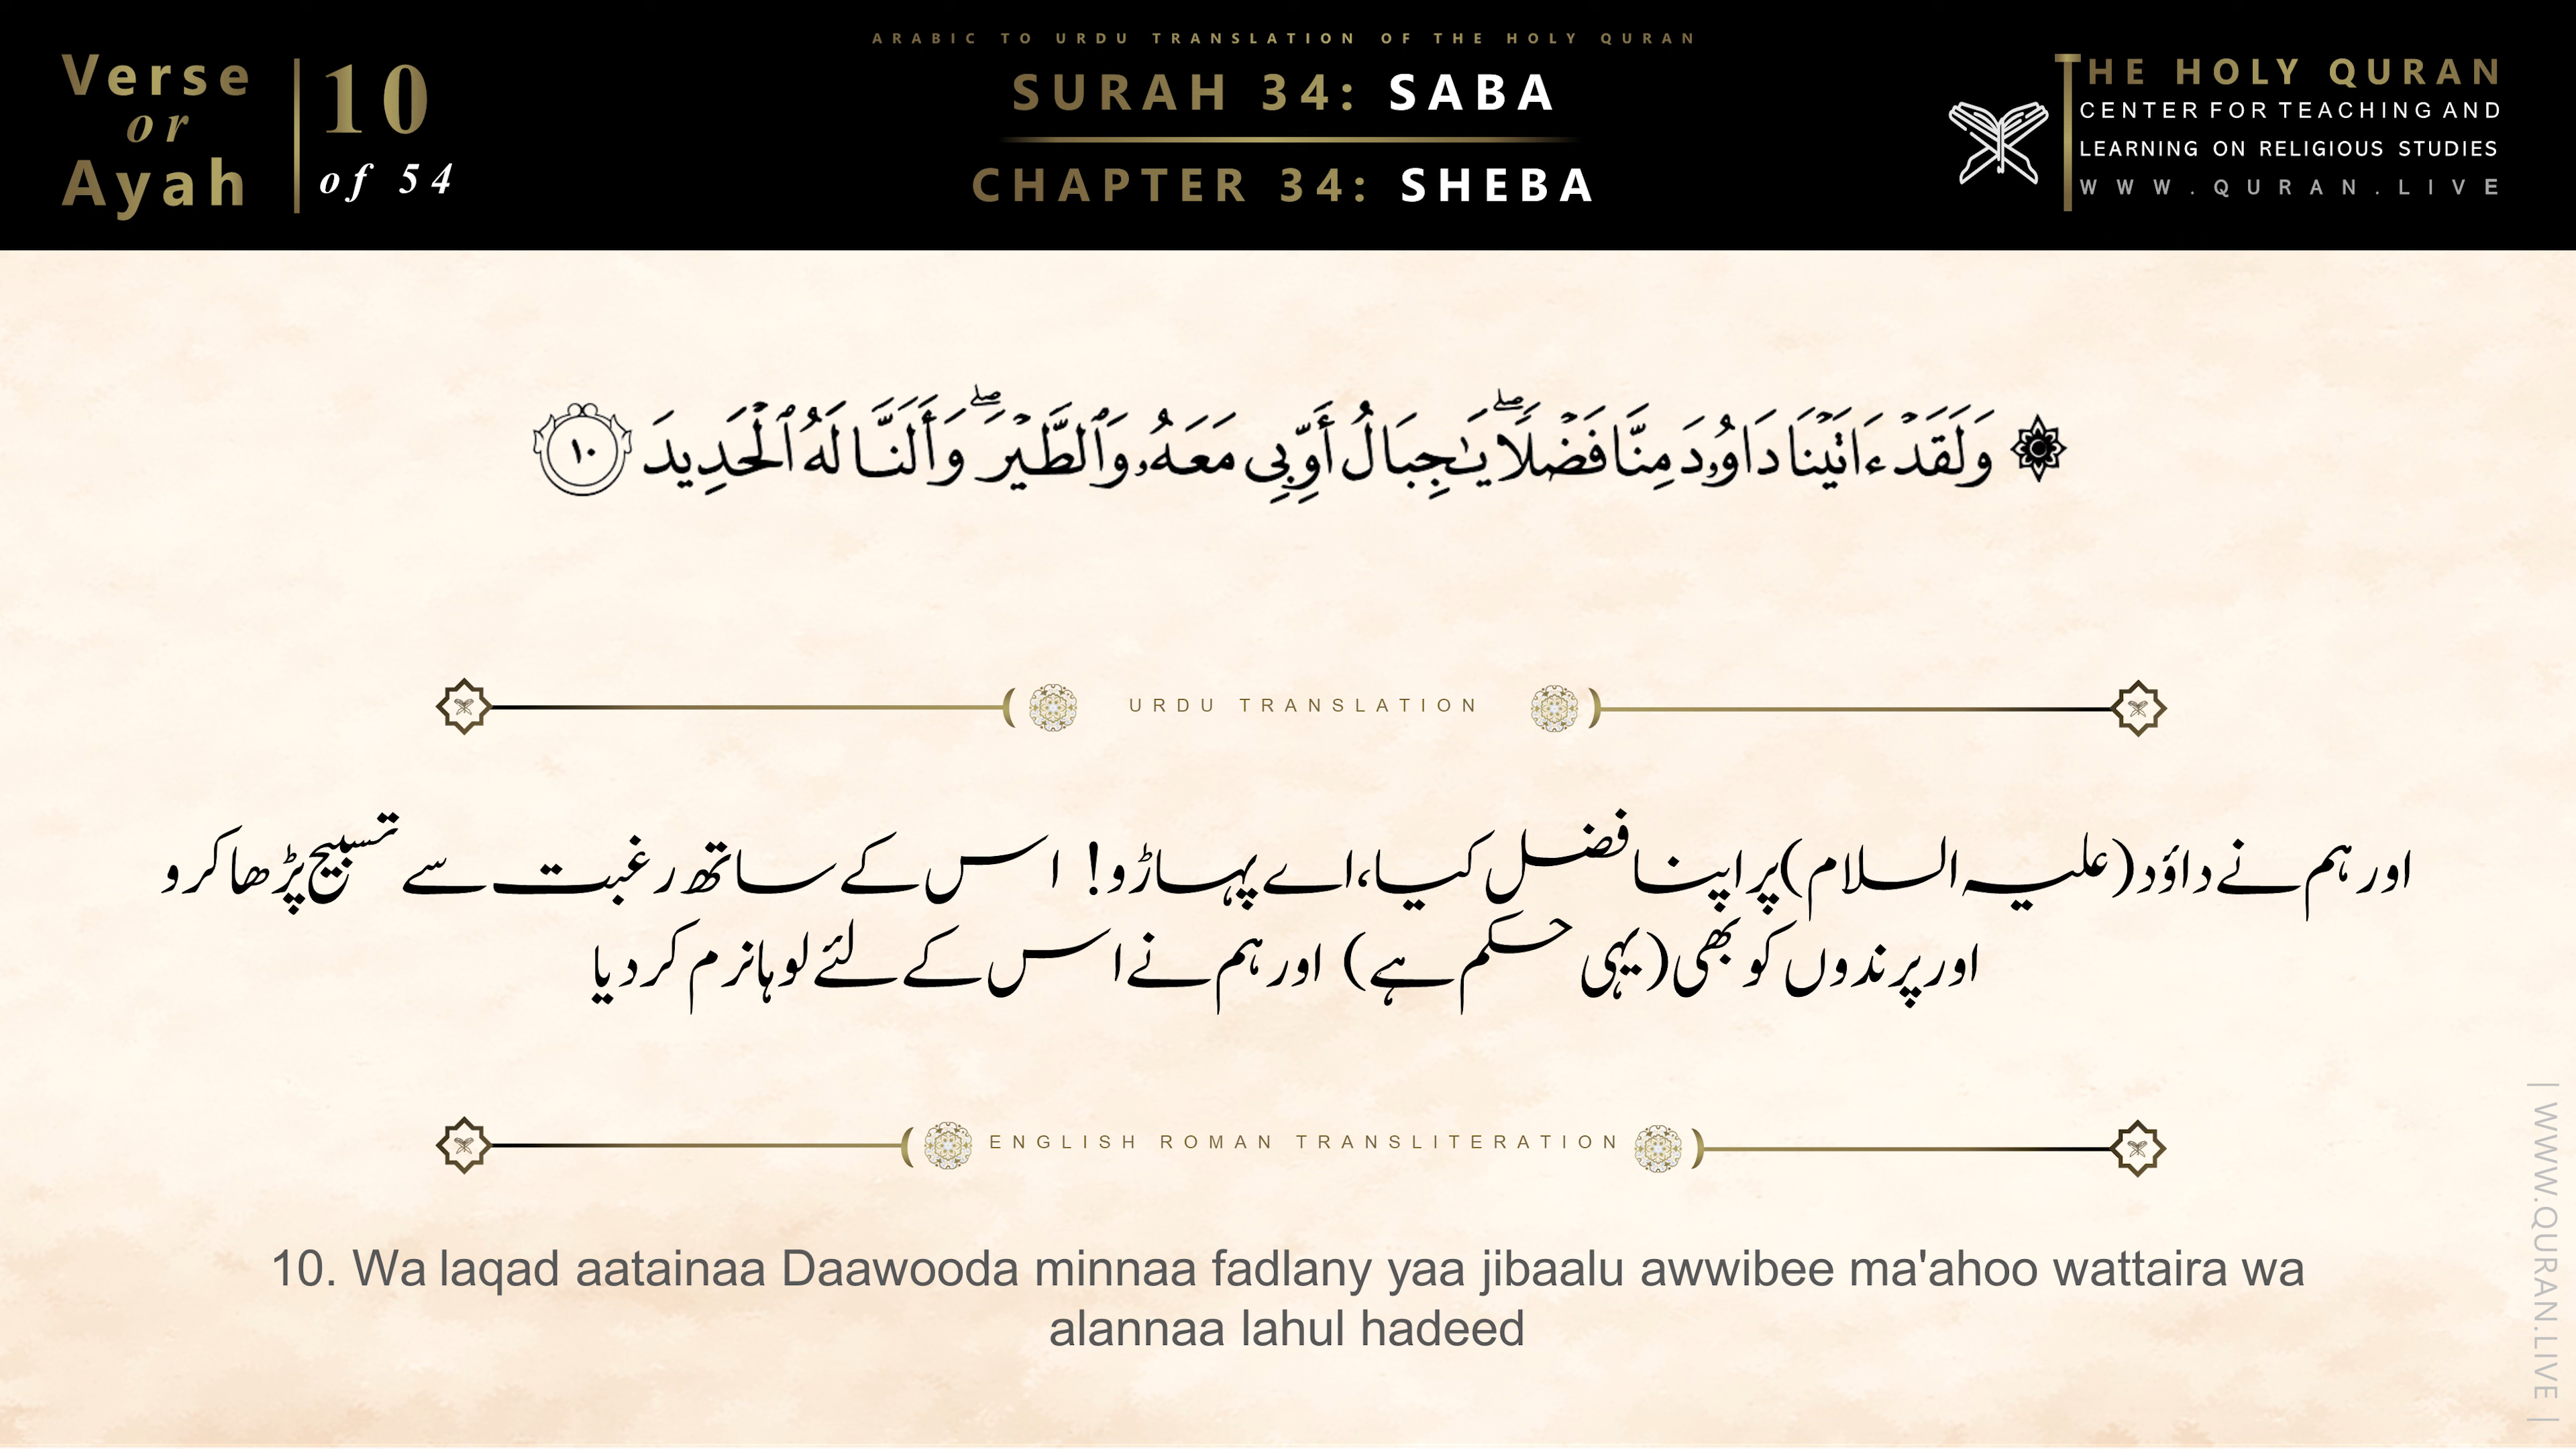 ARABIC TO URDU TRANSLATION OF THE HOLY QURAN
Verse
or
Ayah
10
of 54
SURAH 34: SABA
CHAPTER 34: SHEBA
THE HOLY QURAN
CENTER FOR TEACHING AND
LEARNING ON RELIGIOUS STUDIES
WWW.QURAN.LIVE
۞ وَلَقَدْ ءَاتَيْنَا دَاوُۥدَ مِنَّا فَضْلًا ۖ يَٰجِبَالُ أَوِّبِى مَعَهُۥ وَٱلطَّيْرَ ۖ وَأَلَنَّا لَهُ ٱلْحَدِيدَ ١٠
URDU TRANSLATION
اور ہم نے داؤد (علیہ السلام) پر اپنا فضل کیا، اے پہاڑو! اس کے ساتھ رغبت سے تسبیح پڑھا کرو
اور پرندوں کو بھی (یہی حکم ہے) اور ہم نے اس کے لئے لوہا نرم کردیا
ENGLISH ROMAN TRANSLITERATION
10. Wa laqad aatainaa Daawooda minnaa fadlany yaa jibaalu awwibee ma'ahoo wattaira wa
alannaa lahul hadeed
| WWW.QURAN.LIVE |